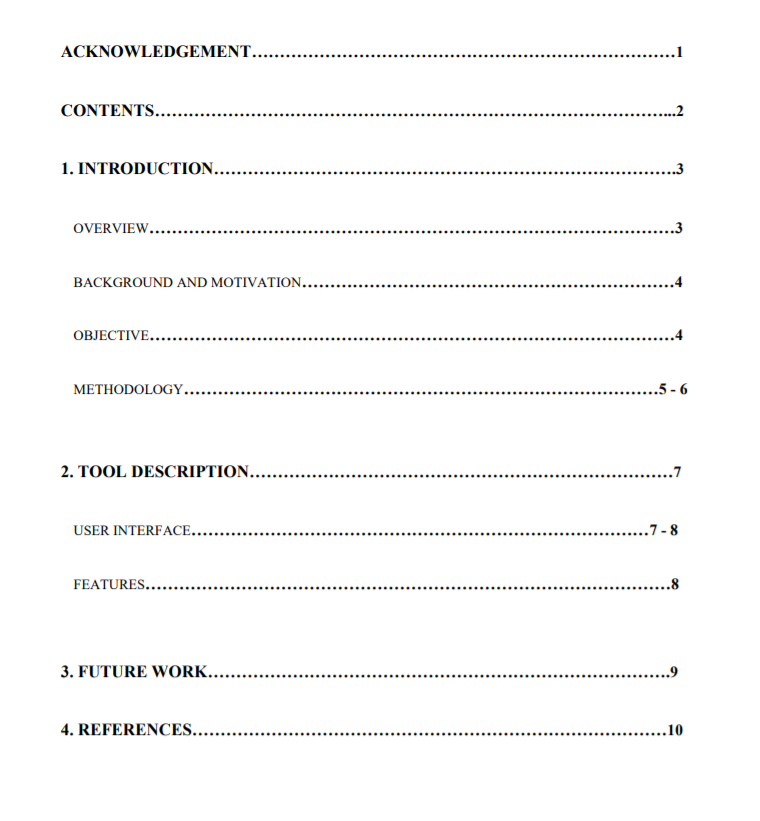 ACKNOWLEDGEMENT……………………………………………………………………1
CONTENTS…………………………………………………………………………………...2
1. INTRODUCTION……………………………………………………………………….3
OVERVIEW………………………………………………………………………………….3
BACKGROUND AND MOTIVATION…………………………………………………………4
OBJECTIVE…………………………………………………………………………………4
METHODOLOGY…………………………………………………………………………5 - 6
2. TOOL DESCRIPTION…………………………………………………………………7
USER INTERFACE………………………………………………………………………7 - 8
FEATURES…………………………………………………………………………………8
3. FUTURE WORK……………………………………………………………………….9
4. REFERENCES…………………………………………………………………………10